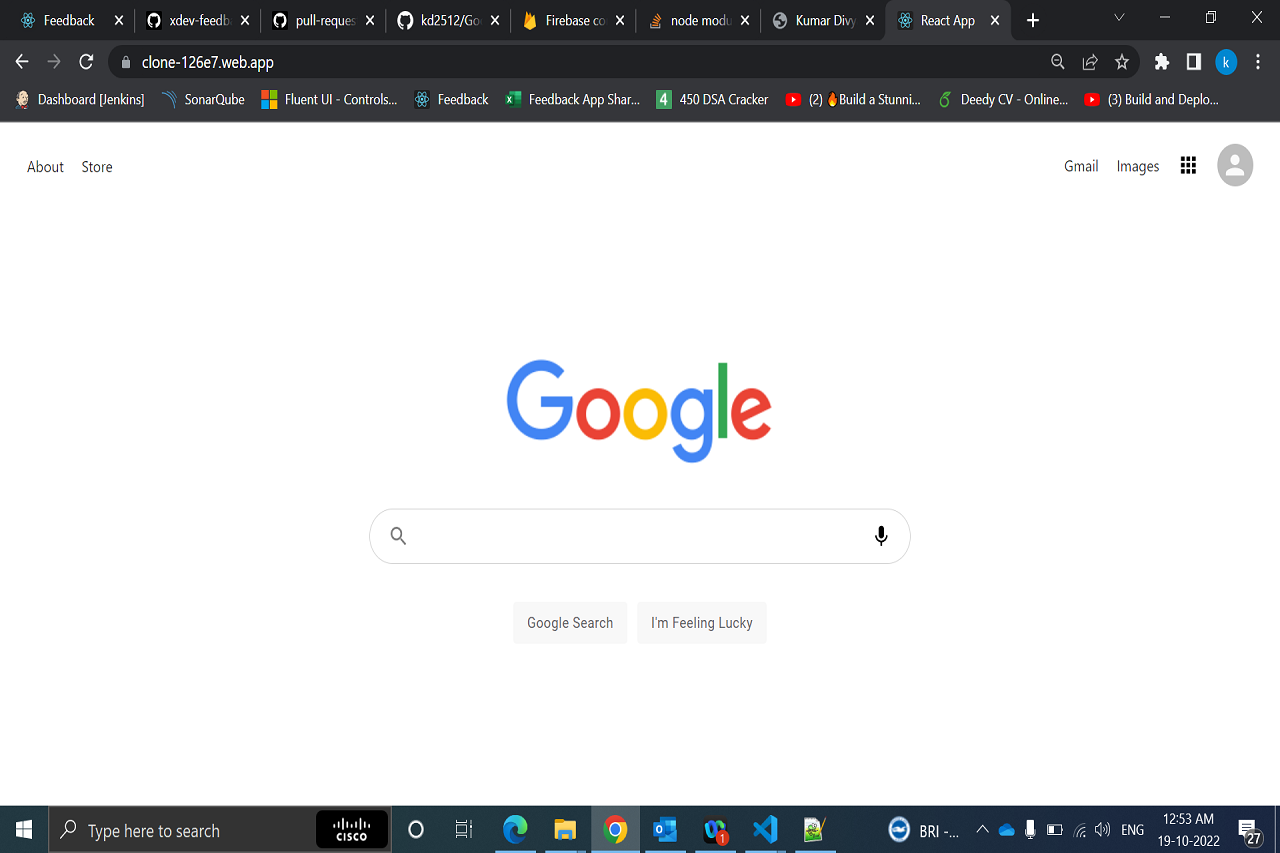 Feedback
xdev-feedb
pull-reques
kd2512/Goo
Firebase co
node modu
Kumar Divy
React App
clone-126e7.web.app
k
Dashboard [Jenkins]
SonarQube
Fluent UI - Controls...
Feedback
Feedback App Shar...
4
450 DSA Cracker
(2) 🔥Build a Stunni...
Deedy CV - Online...
(3) Build and Deplo...
About
Store
Gmail
Images
Google
Google Search
I'm Feeling Lucky
Type here to search
CISCO
1
BRI -...
ENG
12:53 AM
19-10-2022
27